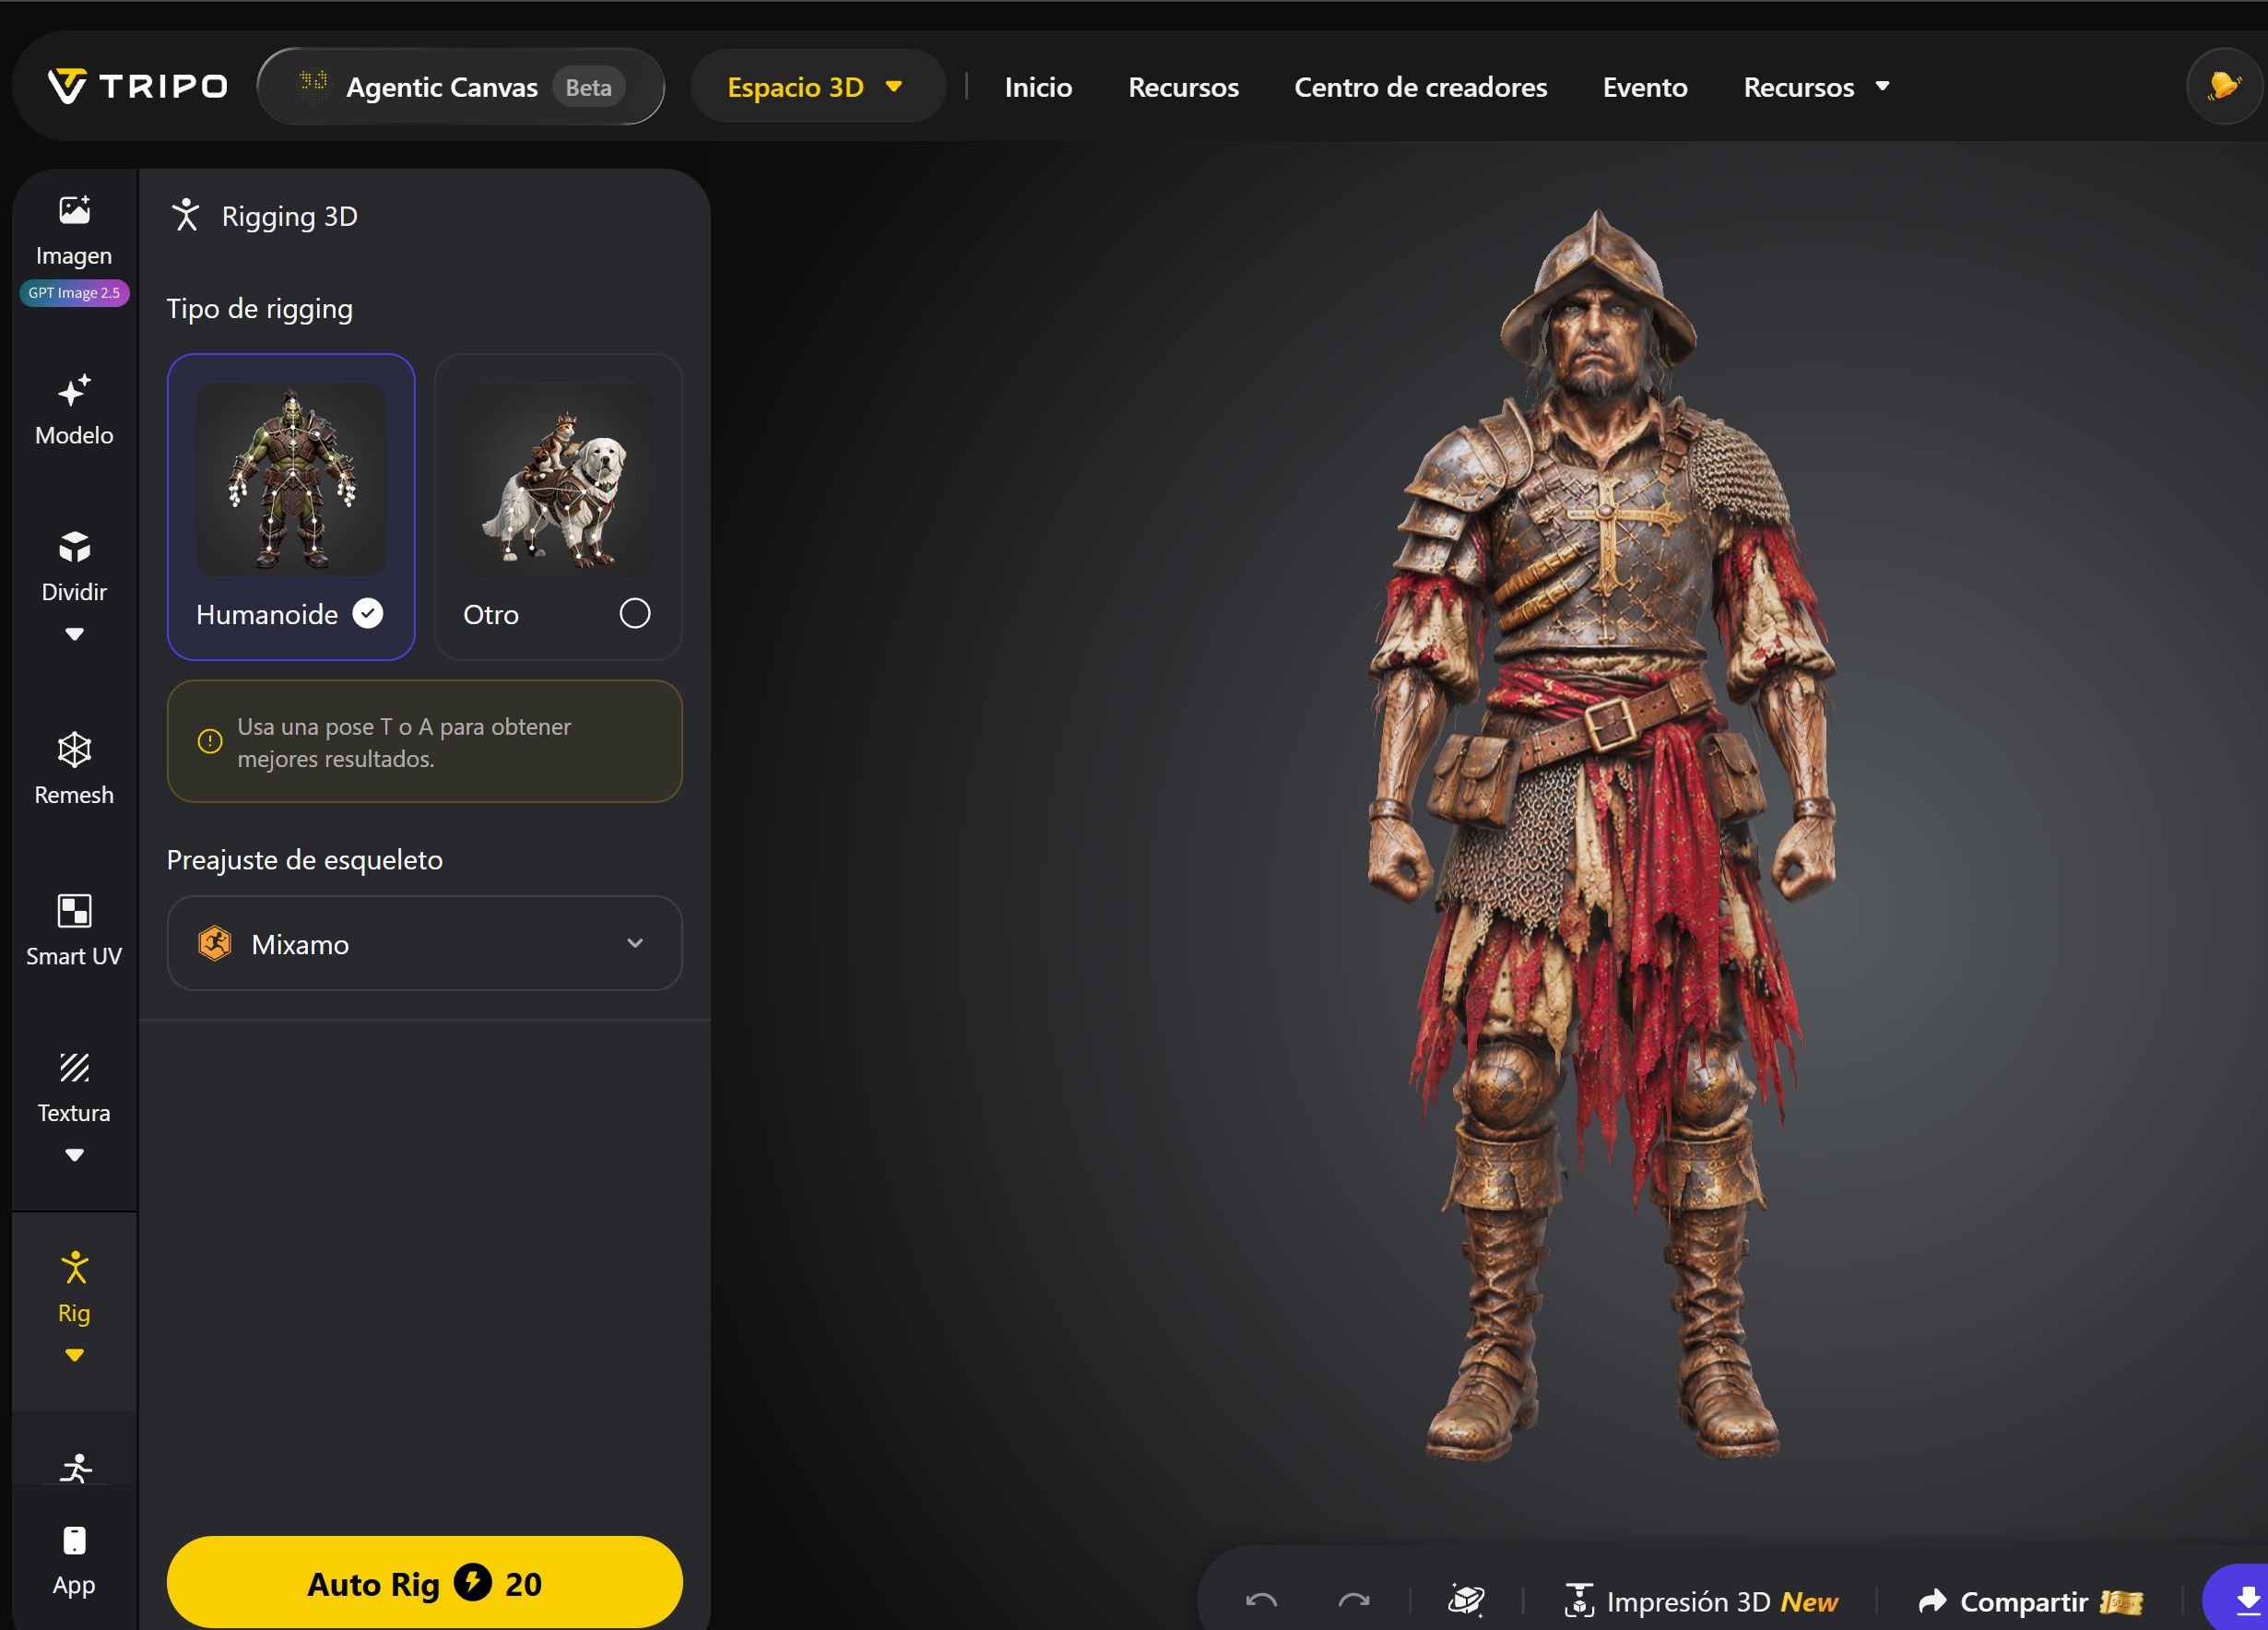 TRIPO
Agentic Canvas Beta
Espacio 3D
Inicio
Recursos
Centro de creadores
Evento
Recursos
Imagen
GPT Image 2.5
Modelo
Dividir
Remesh
Smart UV
Textura
Rig
App
Rigging 3D
Tipo de rigging
Humanoide
Otro
Usa una pose T o A para obtener
mejores resultados.
Preajuste de esqueleto
Mixamo
Auto Rig 20
Impresión 3D New
Compartir